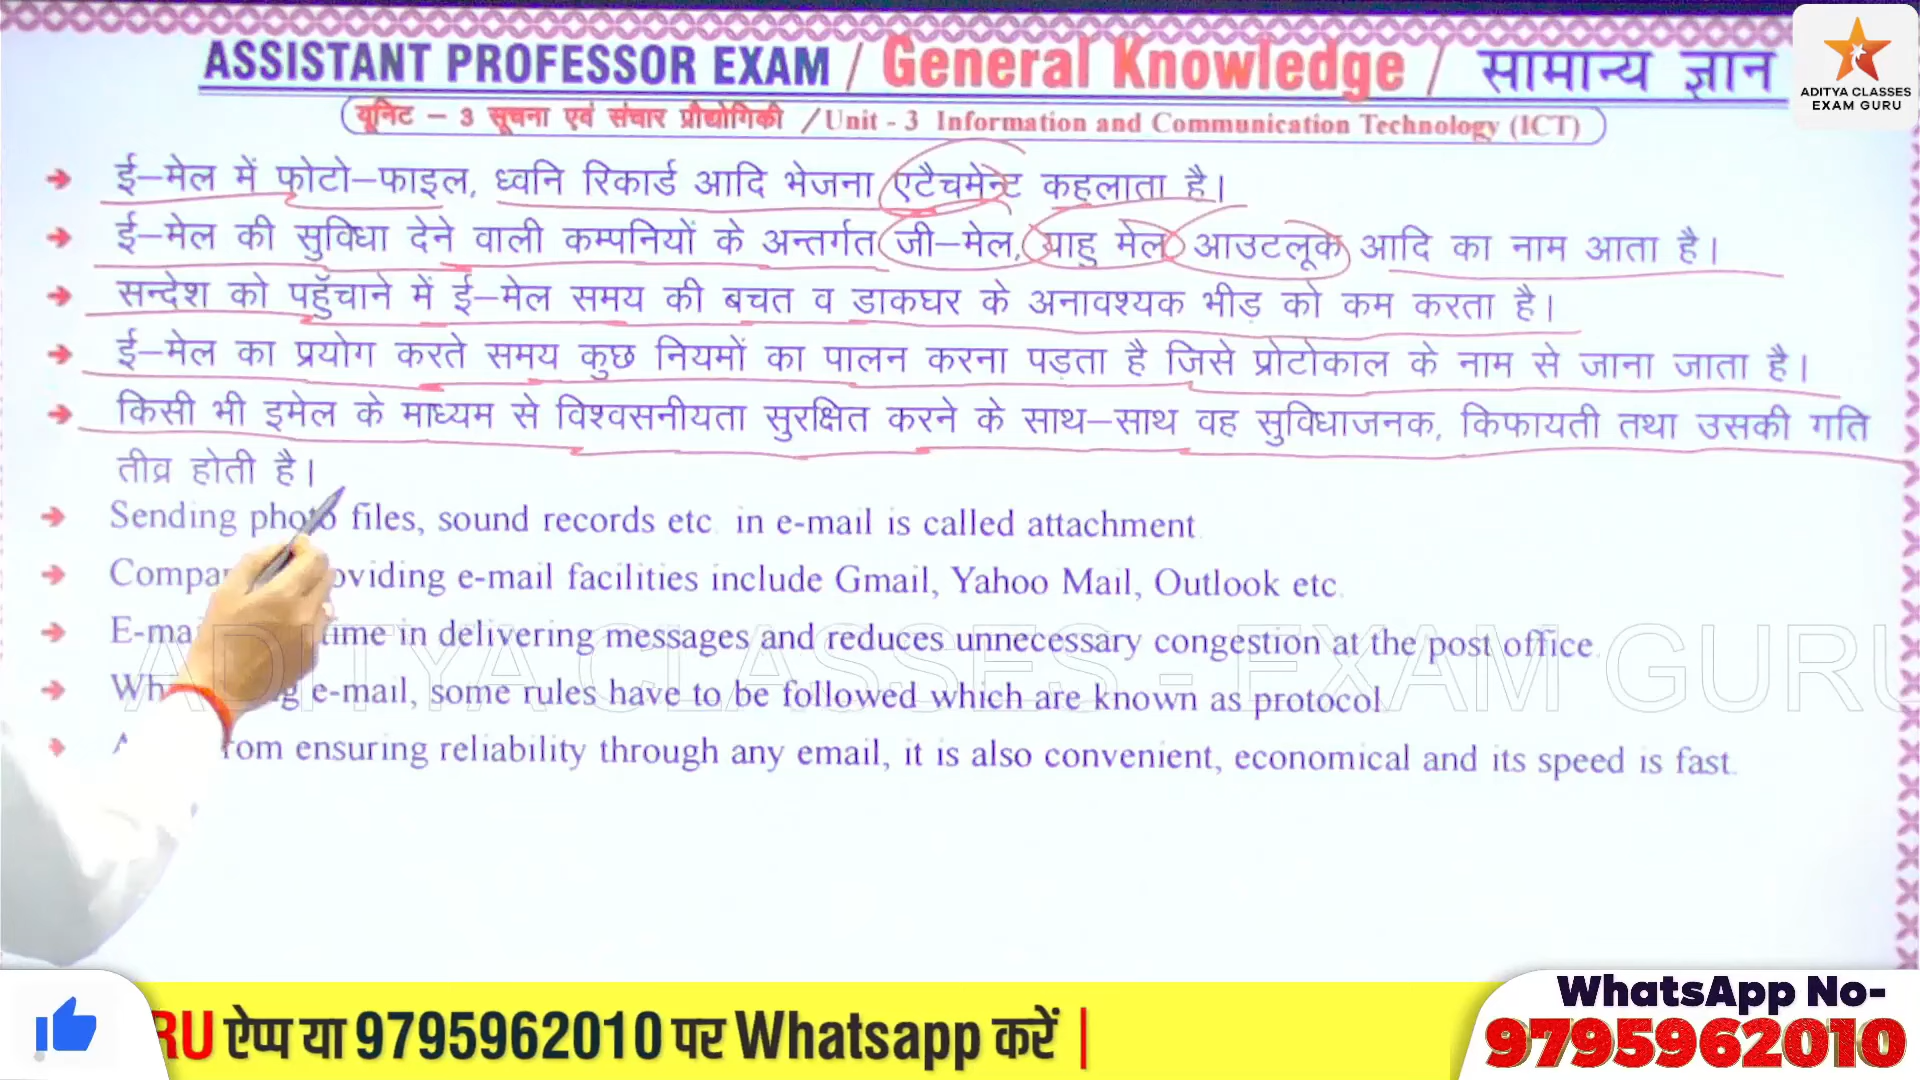 ASSISTANT PROFESSOR EXAM / General Knowledge / सामान्य ज्ञान
ADITYA CLASSES
EXAM GURU
यूनिट – 3 सूचना एवं संचार प्रौद्योगिकी / Unit - 3 Information and Communication Technology (ICT)
ई–मेल में फोटो–फाइल, ध्वनि रिकार्ड आदि भेजना एटैचमेन्ट कहलाता है।
ई–मेल की सुविधा देने वाली कम्पनियों के अन्तर्गत जी–मेल, याहु मेल आउटलूक आदि का नाम आता है।
सन्देश को पहुँचाने में ई–मेल समय की बचत व डाकघर के अनावश्यक भीड़ को कम करता है।
ई–मेल का प्रयोग करते समय कुछ नियमों का पालन करना पड़ता है जिसे प्रोटोकाल के नाम से जाना जाता है।
किसी भी इमेल के माध्यम से विश्वसनीयता सुरक्षित करने के साथ–साथ वह सुविधाजनक, किफायती तथा उसकी गति
तीव्र होती है।
Sending photo files, sound records etc. in e-mail is called attachment.
oviding e-mail facilities include Gmail, Yahoo Mail, Outlook etc.
time in delivering messages and reduces unnecessary congestion at the post office.
ADITYA CLASSES - EXAM GURU
e-mail, some rules have to be followed which are known as protocol.
from ensuring reliability through any email, it is also convenient, economical and its speed is fast.
RU ऐप्प या 9795962010 पर Whatsapp करें |
WhatsApp No-
9795962010